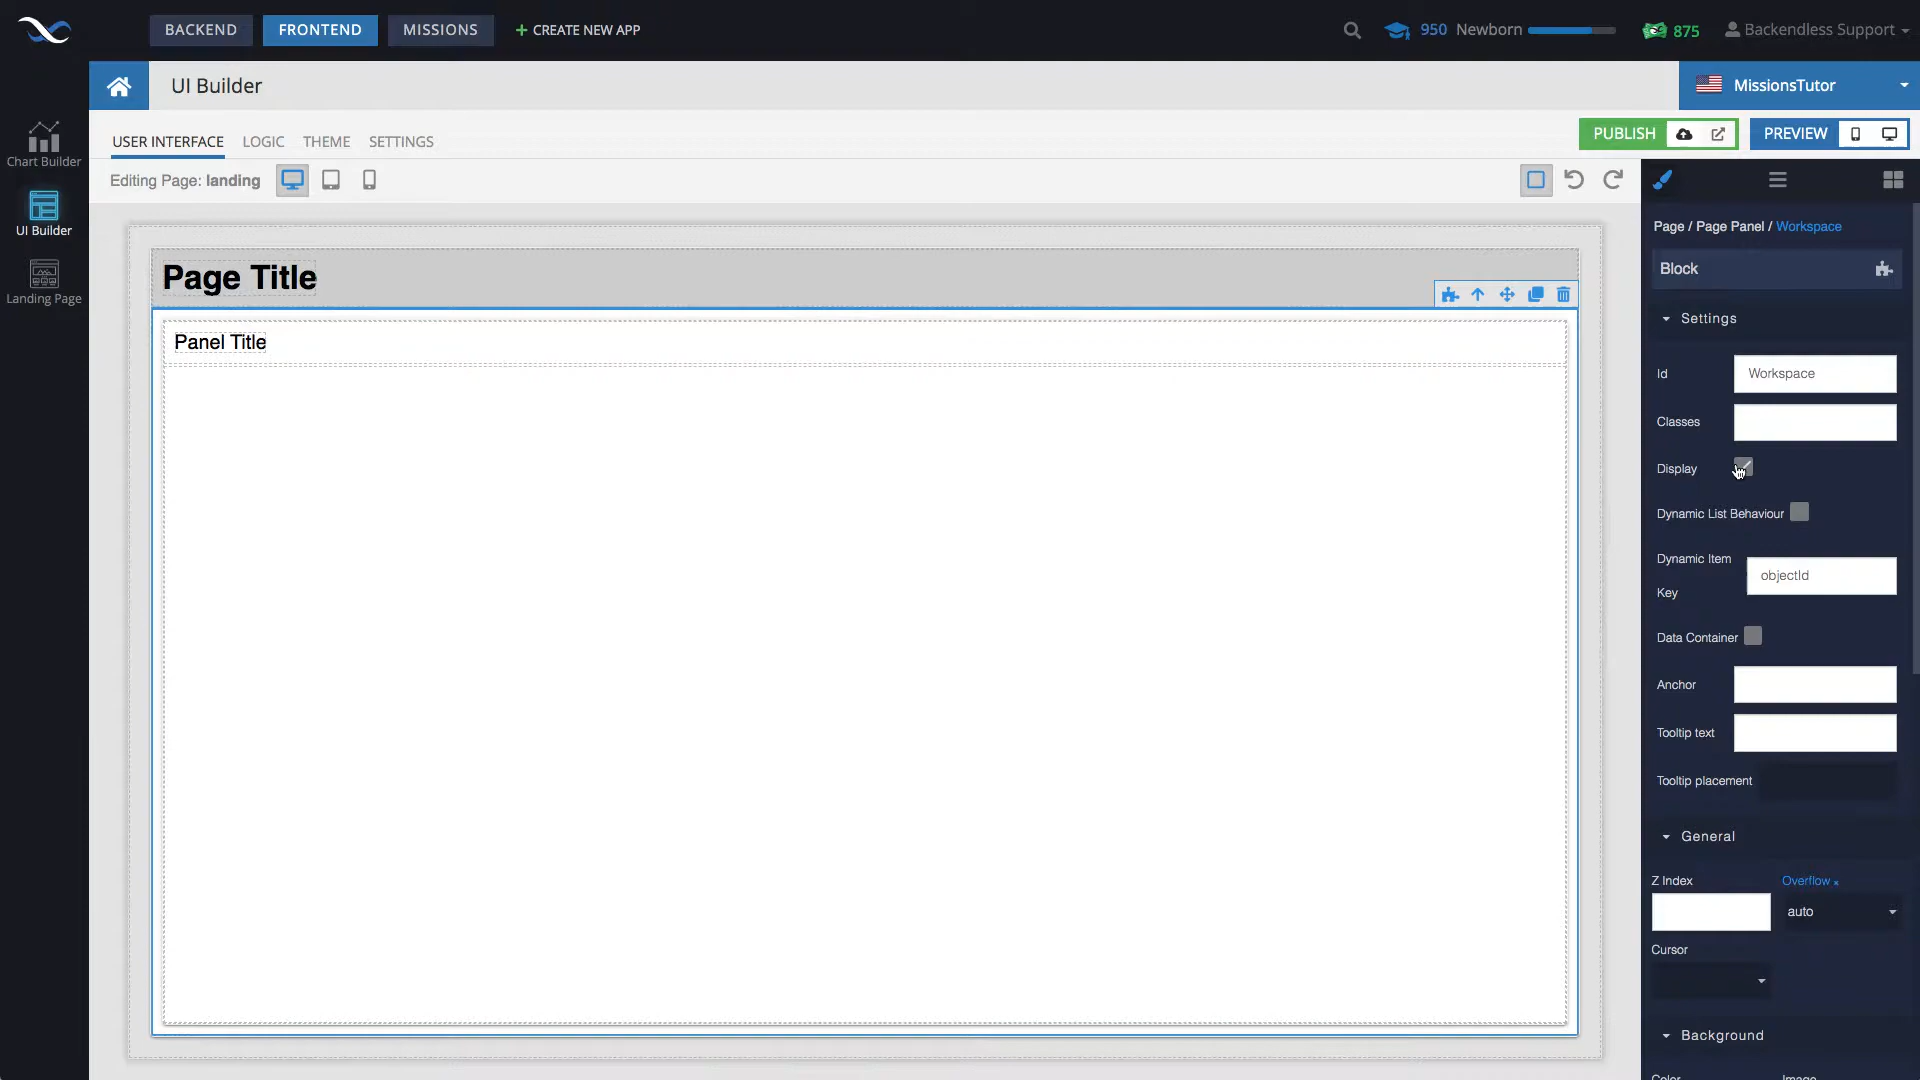 BACKEND FRONTEND MISSIONS + CREATE NEW APP 950 Newborn 875 Backendless Support
UI Builder MissionsTutor
USER INTERFACE LOGIC THEME SETTINGS PUBLISH PREVIEW
Editing Page: landing
Chart Builder
UI Builder
Landing Page
Page Title
Panel Title
Page / Page Panel / Workspace
Block
Settings
Id Workspace
Classes
Display
Dynamic List Behaviour
Dynamic Item
Key objectId
Data Container
Anchor
Tooltip text
Tooltip placement
General
Z Index Overflow x
auto
Cursor
Background
Color Image